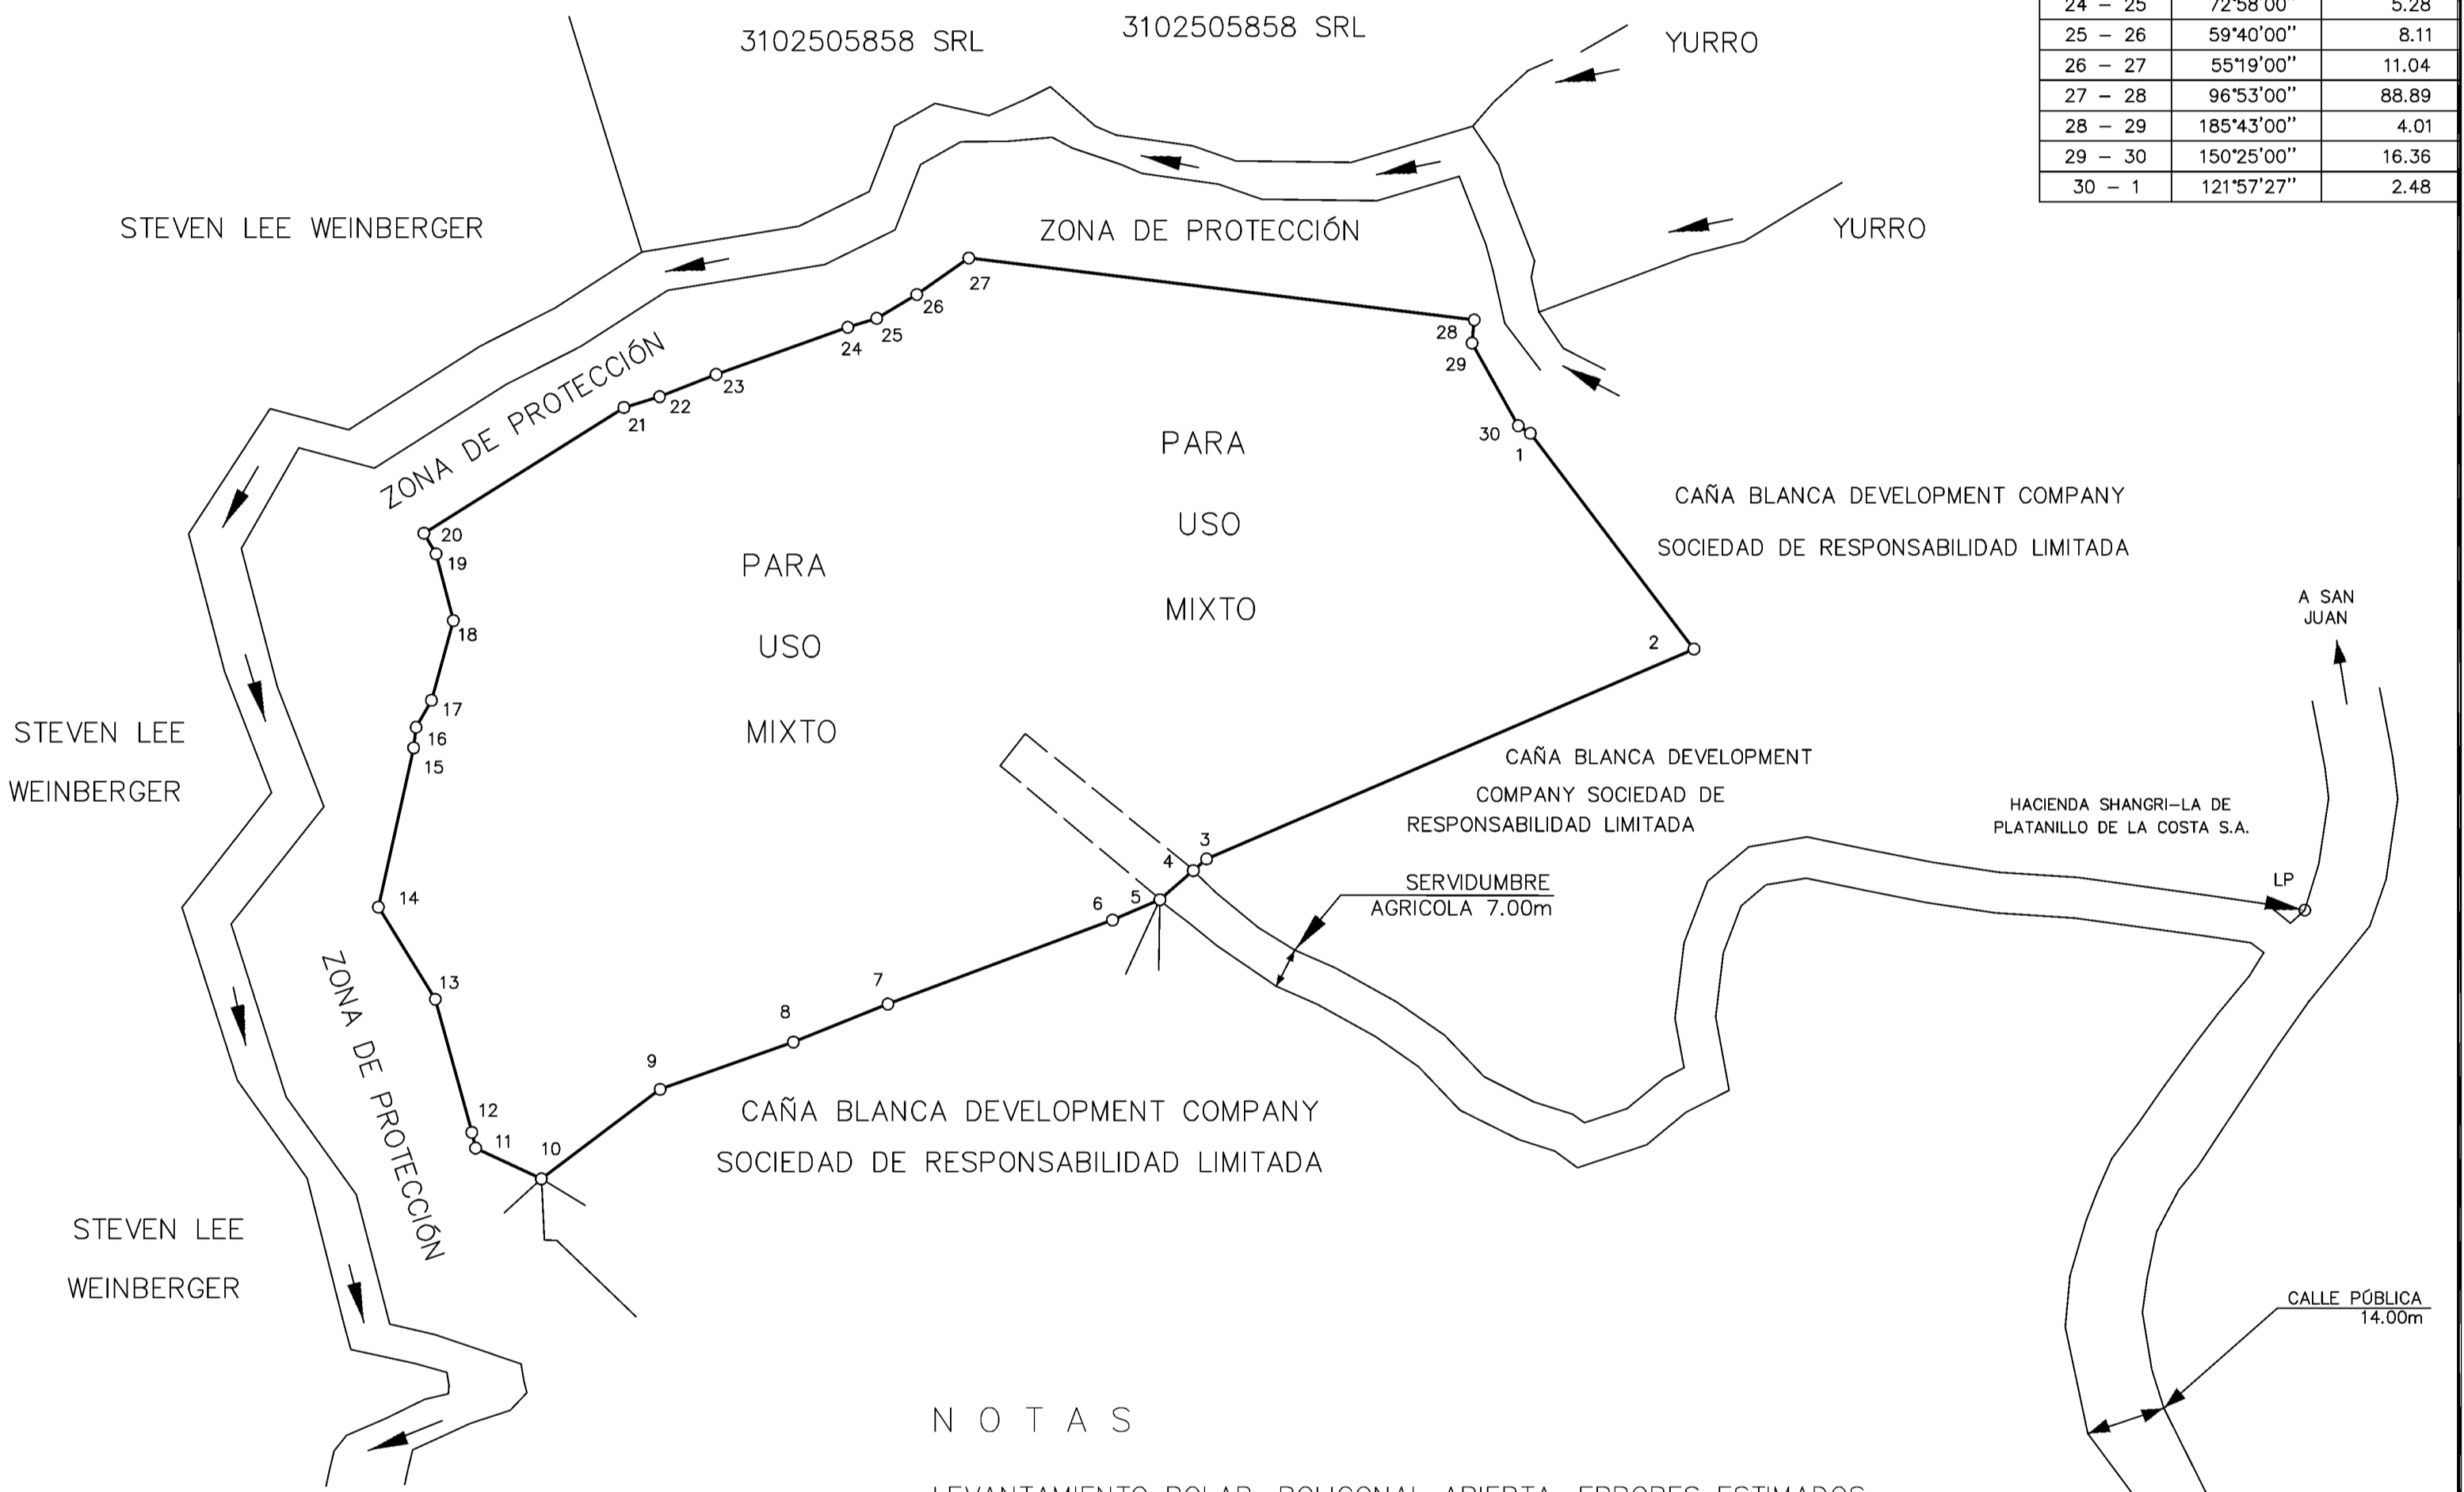 24 – 25 72°58'00" 5.28
25 – 26 59°40'00" 8.11
26 – 27 55°19'00" 11.04
27 – 28 96°53'00" 88.89
28 – 29 185°43'00" 4.01
29 – 30 150°25'00" 16.36
30 – 1 121°57'27" 2.48
3102505858 SRL
3102505858 SRL
YURRO
STEVEN LEE WEINBERGER
ZONA DE PROTECCIÓN
YURRO
27
26
25
24
28
29
ZONA DE PROTECCIÓN
23
22
21
30
1
PARA
USO
MIXTO
CAÑA BLANCA DEVELOPMENT COMPANY
SOCIEDAD DE RESPONSABILIDAD LIMITADA
20
19
18
PARA
USO
MIXTO
2
A SAN
JUAN
17
16
15
STEVEN LEE
WEINBERGER
CAÑA BLANCA DEVELOPMENT
COMPANY SOCIEDAD DE
RESPONSABILIDAD LIMITADA
HACIENDA SHANGRI–LA DE
PLATANILLO DE LA COSTA S.A.
LP
3
4
5
6
SERVIDUMBRE
AGRICOLA 7.00m
14
13
7
8
9
ZONA DE PROTECCIÓN
12
11
10
CAÑA BLANCA DEVELOPMENT COMPANY
SOCIEDAD DE RESPONSABILIDAD LIMITADA
STEVEN LEE
WEINBERGER
CALLE PÚBLICA
14.00m
N O T A S
LEVANTAMIENTO POLAR, POLIGONAL ABIERTA, ERRORES ESTIMADOS